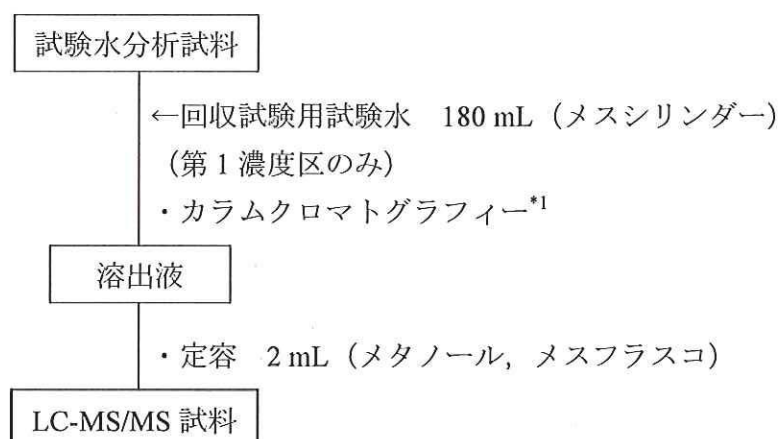 試験水分析試料
←回収試験用試験水 180 mL（メスシリンダー）
（第1濃度区のみ）
・カラムクロマトグラフィー*1
溶出液
・定容 2 mL（メタノール，メスフラスコ）
LC-MS/MS 試料